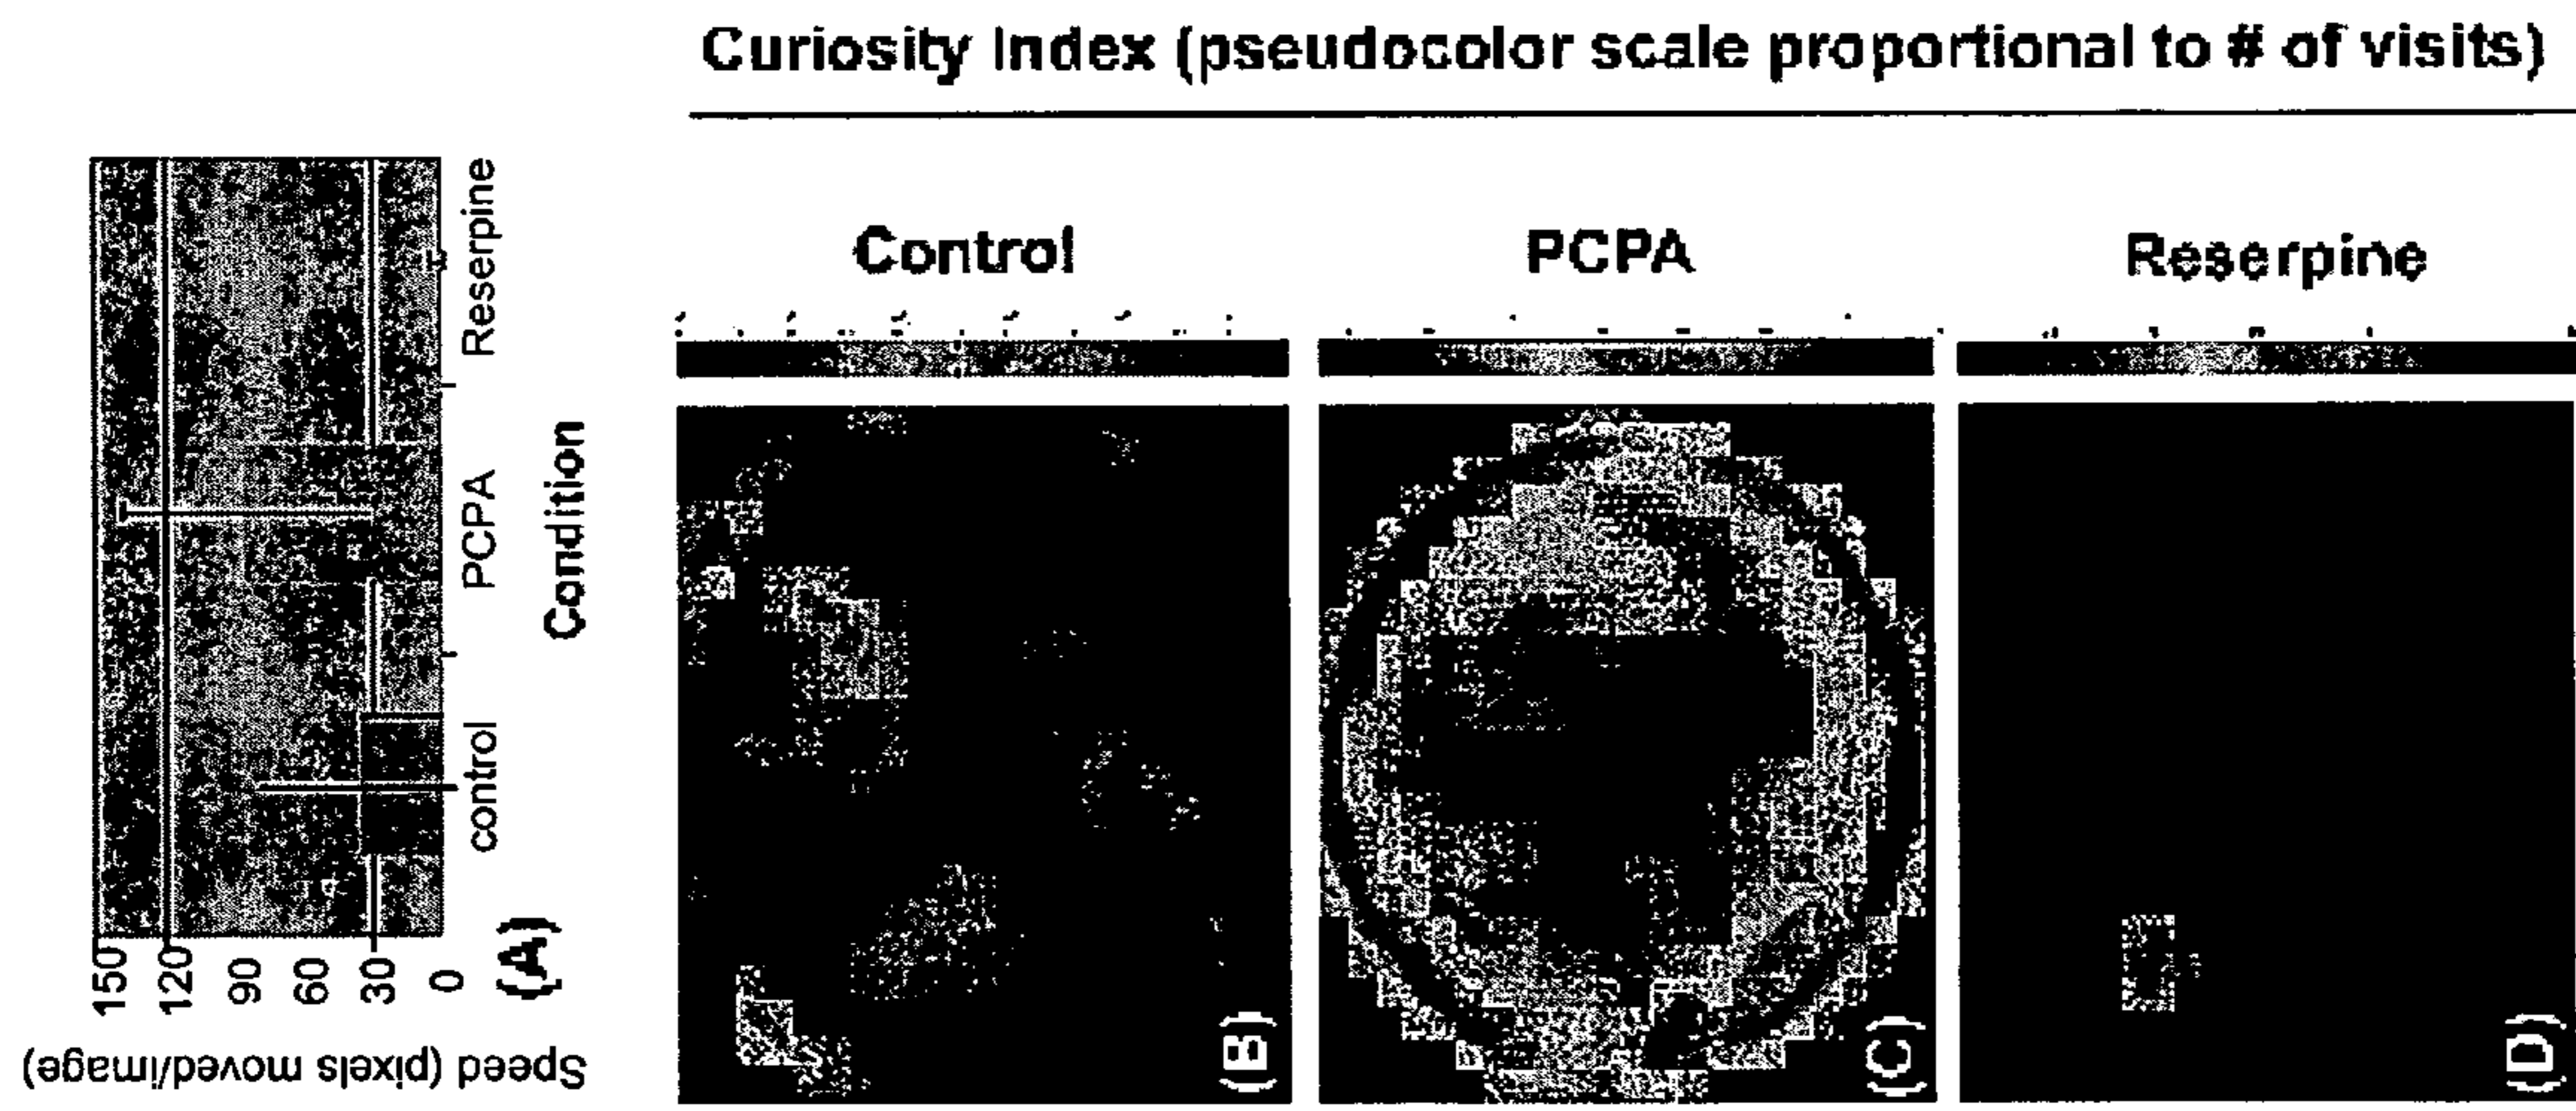 Curiosity Index (pseudocolor scale proportional to # of visits)
Control
PCPA
Reserpine
(B)
(C)
(D)
150
120
90
60
30
0
Speed (pixels moved/image)
control
PCPA
Reserpine
Condition
(A)